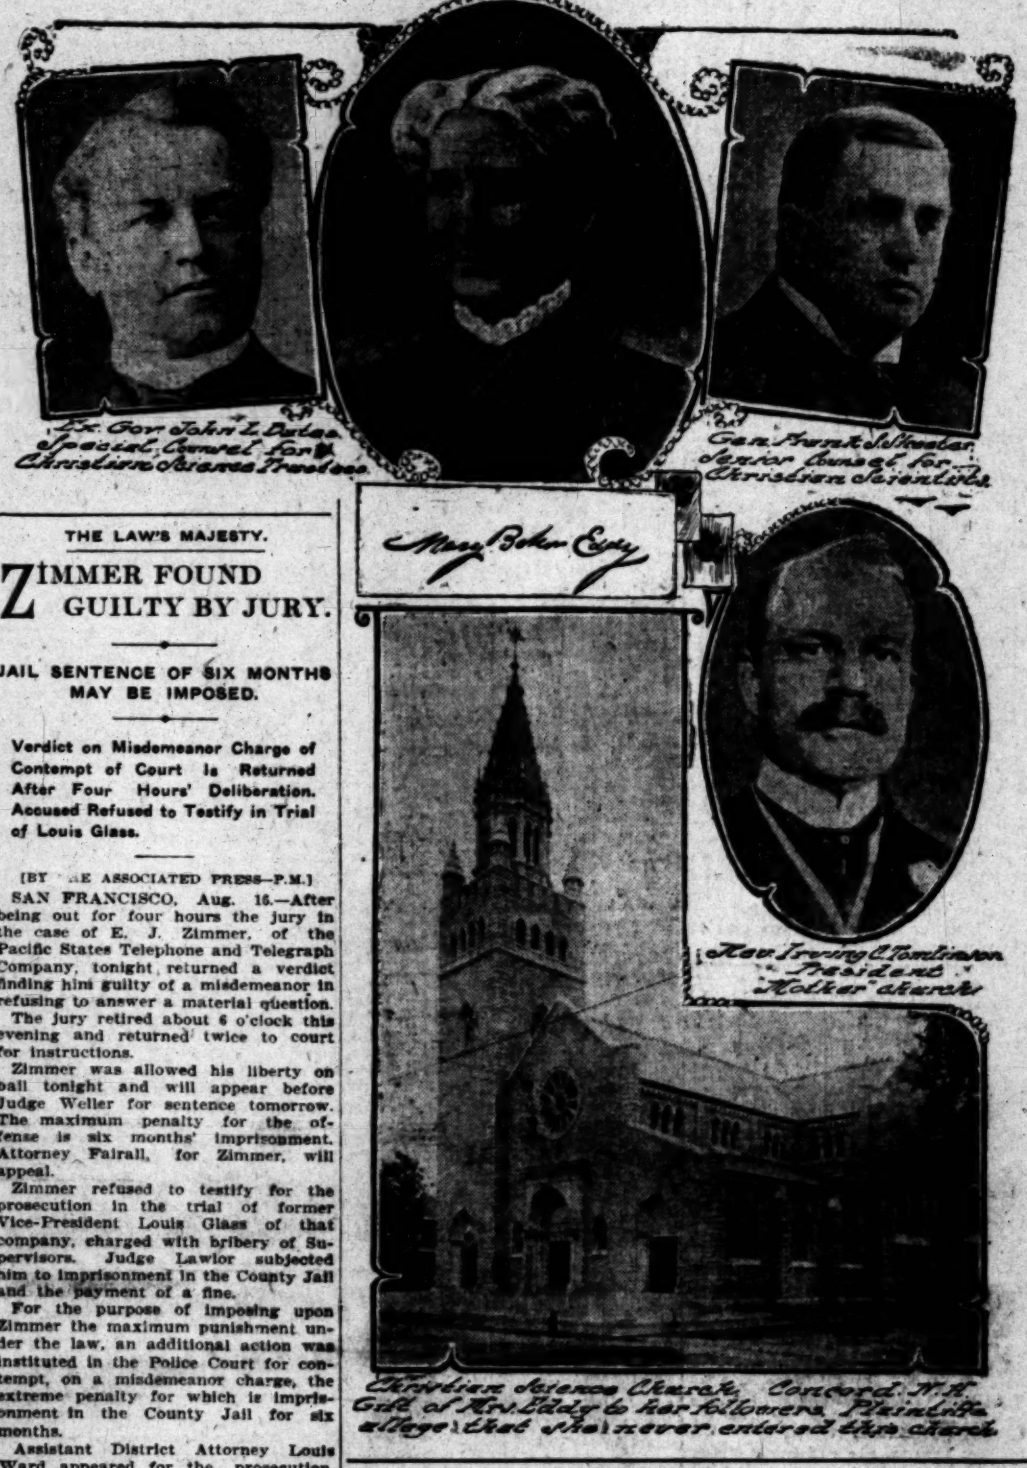 Ex. Gov John L Bates
Special Counsel for
Christian Science Trustees
Gen. Frank S. Streeter
Senior Counsel for
Christian Scientists.
Mary Baker Eddy
Rev. Irving C. Tomlinson
President
"Mother" church
Christian Science Church, Concord. N. H.
Gift of Mrs. Eddy to her followers. Plaintiffs
allege that she never entered this church
THE LAW'S MAJESTY.
ZIMMER FOUND
GUILTY BY JURY.
JAIL SENTENCE OF SIX MONTHS
MAY BE IMPOSED.
Verdict on Misdemeanor Charge of
Contempt of Court is Returned
After Four Hours' Deliberation.
Accused Refused to Testify in Trial
of Louis Glass.
[BY THE ASSOCIATED PRESS—P.M.]
SAN FRANCISCO, Aug. 16.—After
being out for four hours the jury in
the case of E. J. Zimmer, of the
Pacific States Telephone and Telegraph
Company, tonight returned a verdict
finding him guilty of a misdemeanor in
refusing to answer a material question.
The jury retired about 6 o'clock this
evening and returned twice to court
for instructions.
Zimmer was allowed his liberty on
bail tonight and will appear before
Judge Weller for sentence tomorrow.
The maximum penalty for the of-
fense is six months' imprisonment.
Attorney Fairall, for Zimmer, will
appeal.
Zimmer refused to testify for the
prosecution in the trial of former
Vice-President Louis Glass of that
company, charged with bribery of Su-
pervisors. Judge Lawlor subjected
him to imprisonment in the County Jail
and the payment of a fine.
For the purpose of imposing upon
Zimmer the maximum punishment un-
der the law, an additional action was
instituted in the Police Court for con-
tempt, on a misdemeanor charge, the
extreme penalty for which is impris-
onment in the County Jail for six
months.
Assistant District Attorney Louis
Ward appeared for the prosecution.